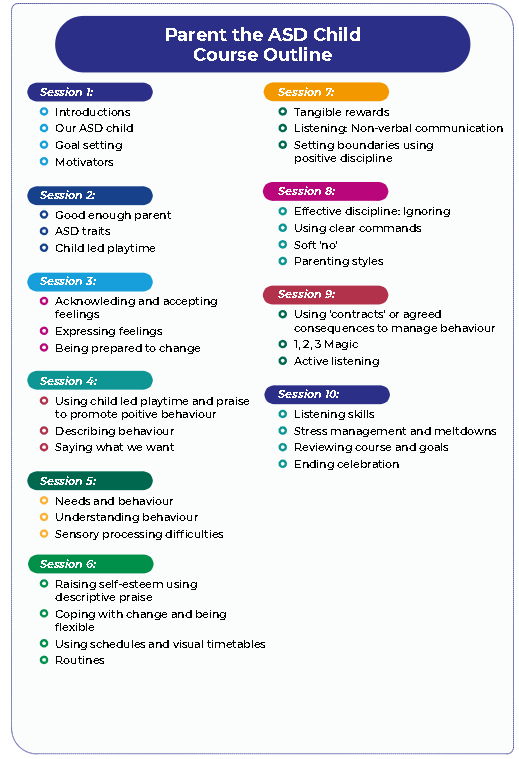 Parent the ASD Child
Course Outline
Session 1:
Introductions
Our ASD child
Goal setting
Motivators
Session 2:
Good enough parent
ASD traits
Child led playtime
Session 3:
Acknowleding and accepting
feelings
Expressing feelings
Being prepared to change
Session 4:
Using child led playtime and praise
to promote poitive behaviour
Describing behaviour
Saying what we want
Session 5:
Needs and behaviour
Understanding behaviour
Sensory processing difficulties
Session 6:
Raising self-esteem using
descriptive praise
Coping with change and being
flexible
Using schedules and visual timetables
Routines
Session 7:
Tangible rewards
Listening: Non-verbal communication
Setting boundaries using
positive discipline
Session 8:
Effective discipline: Ignoring
Using clear commands
Soft 'no'
Parenting styles
Session 9:
Using 'contracts' or agreed
consequences to manage behaviour
1, 2, 3 Magic
Active listening
Session 10:
Listening skills
Stress management and meltdowns
Reviewing course and goals
Ending celebration